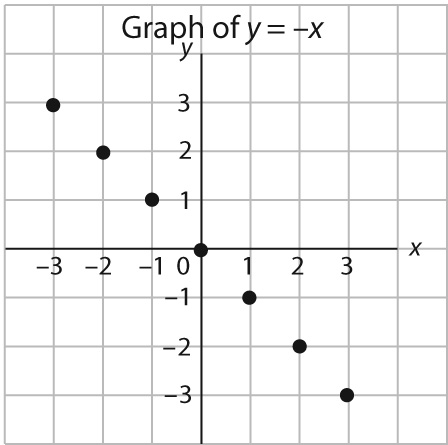 Graph of y = –x
y
3
2
1
x
–3 –2 –1 0 1 2 3
–1
–2
–3